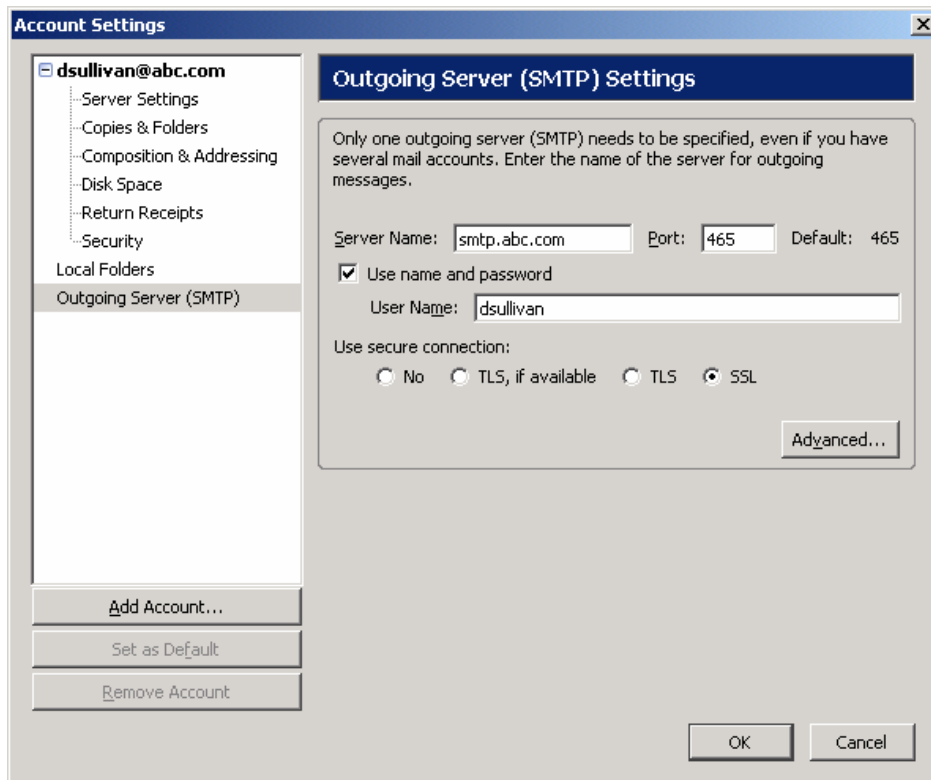 Account Settings
dsullivan@abc.com
Server Settings
Copies & Folders
Composition & Addressing
Disk Space
Return Receipts
Security
Local Folders
Outgoing Server (SMTP)
Add Account...
Set as Default
Remove Account
Outgoing Server (SMTP) Settings
Only one outgoing server (SMTP) needs to be specified, even if you have
several mail accounts. Enter the name of the server for outgoing
messages.
Server Name: smtp.abc.com Port: 465 Default: 465
Use name and password
User Name: dsullivan
Use secure connection:
No TLS, if available TLS SSL
Advanced...
OK Cancel